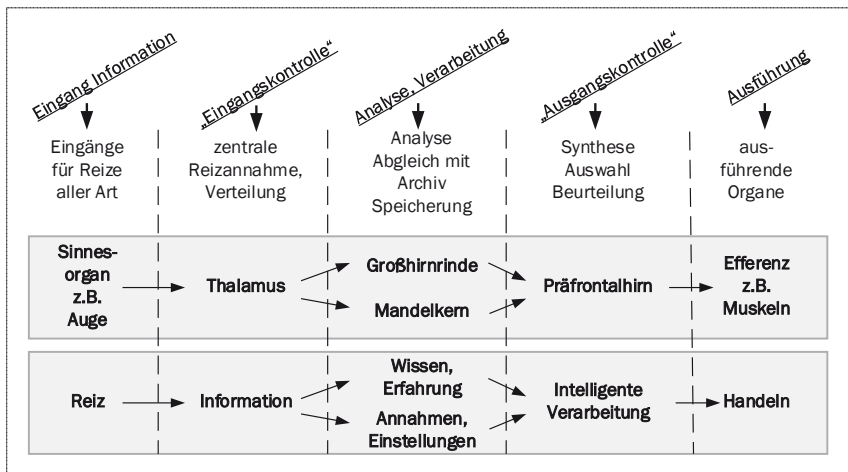 Eingang Information
„Eingangskontrolle“
Analyse, Verarbeitung
„Ausgangskontrolle“
Ausführung
Eingänge
für Reize
aller Art
zentrale
Reizannahme,
Verteilung
Analyse
Abgleich mit
Archiv
Speicherung
Synthese
Auswahl
Beurteilung
aus-
führende
Organe
Sinnes-
organ
z.B.
Auge
Thalamus
Großhirnrinde
Mandelkern
Präfrontalhirn
Efferenz
z.B.
Muskeln
Reiz
Information
Wissen,
Erfahrung
Annahmen,
Einstellungen
Intelligente
Verarbeitung
Handeln